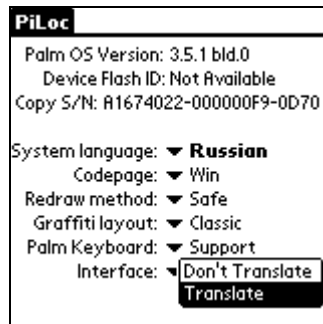 PiLoc
Palm OS Version: 3.5.1 bld.0
Device Flash ID: Not Available
Copy S/N: A1674022-000000F9-0D70
System language: Russian
Codepage: Win
Redraw method: Safe
Graffiti layout: Classic
Palm Keyboard: Support
Interface: Don't Translate
Translate